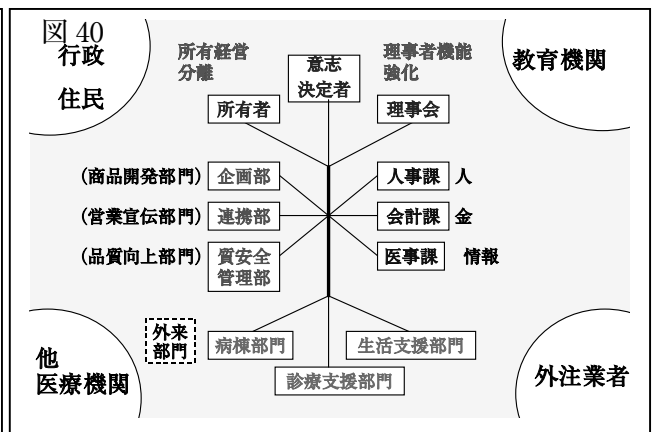 図 40
行政
住民
所有経営
分離
意志
決定者
理事者機能
強化
教育機関
所有者
理事会
(商品開発部門) 企画部
人事課 人
(営業宣伝部門) 連携部
会計課 金
(品質向上部門) 質安全
管理部
医事課 情報
外来
部門
病棟部門
生活支援部門
診療支援部門
他
医療機関
外注業者